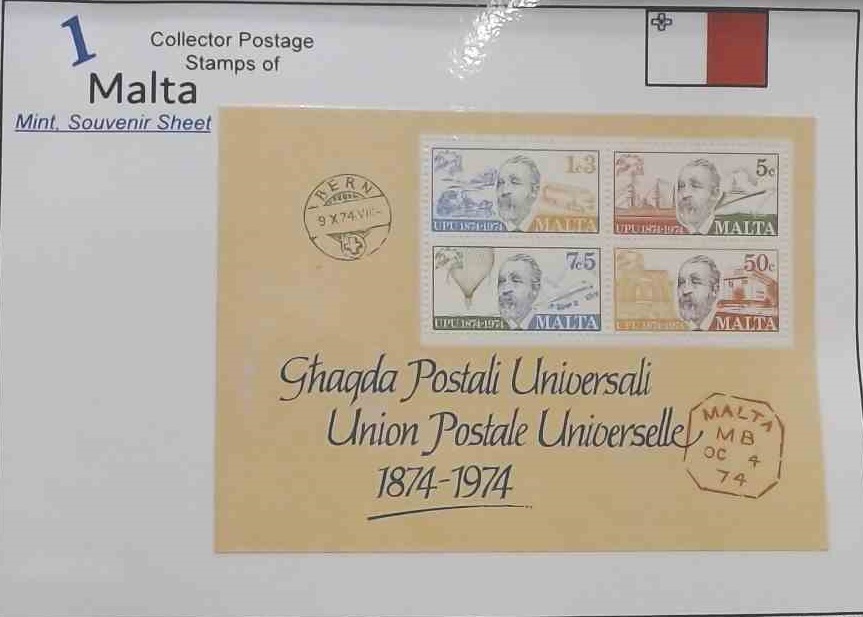 1
Collector Postage
Stamps of
Malta
Mint, Souvenir Sheet
BERN
9 X 74.VII-
1c3
UPU 1874-1974 MALTA
5c
UPU 1874-1974 MALTA
7c5
UPU 1874-1974 MALTA
50c
UPU 1874-1974 MALTA
Għaqda Postali Universali
Union Postale Universelle
1874-1974
MALTA
MB
OC 4
74